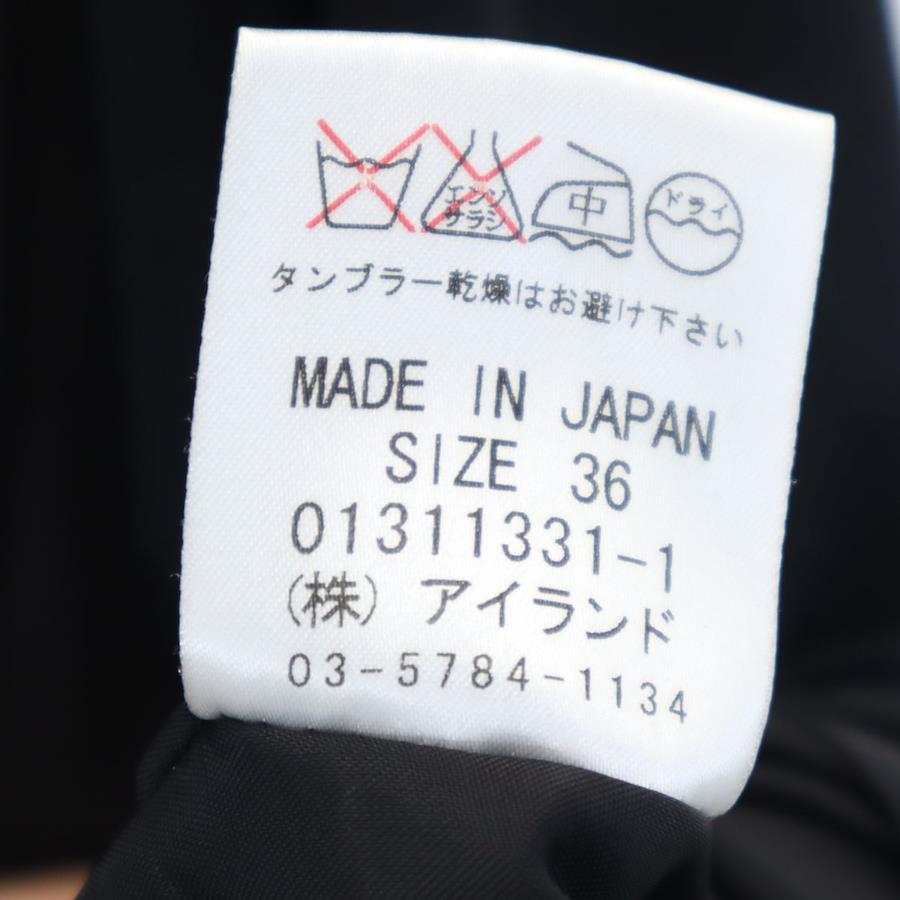 エンソ
サラシ
中
ドライ
タンブラー乾燥はお避け下さい
MADE IN JAPAN
SIZE 36
01311331-1
(株) アイランド
03-5784-1134